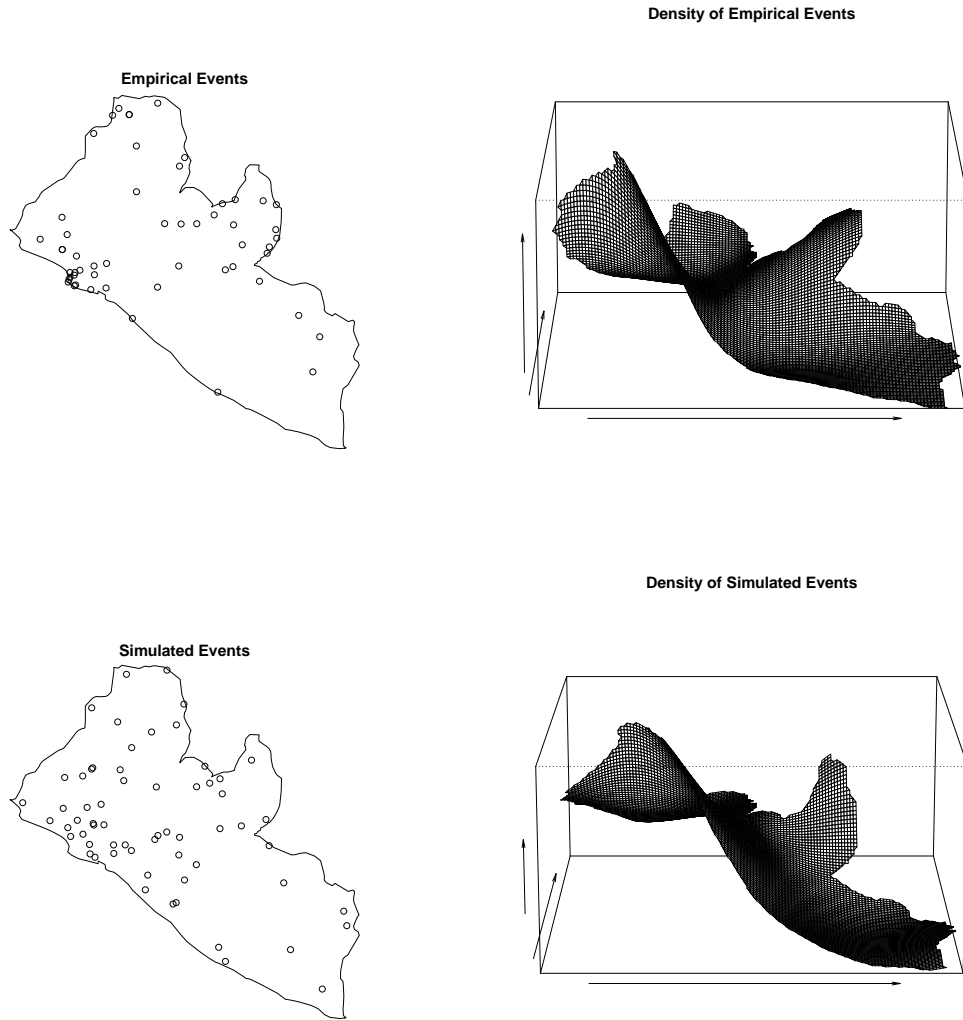 Density of Empirical Events
Empirical Events
Density of Simulated Events
Simulated Events